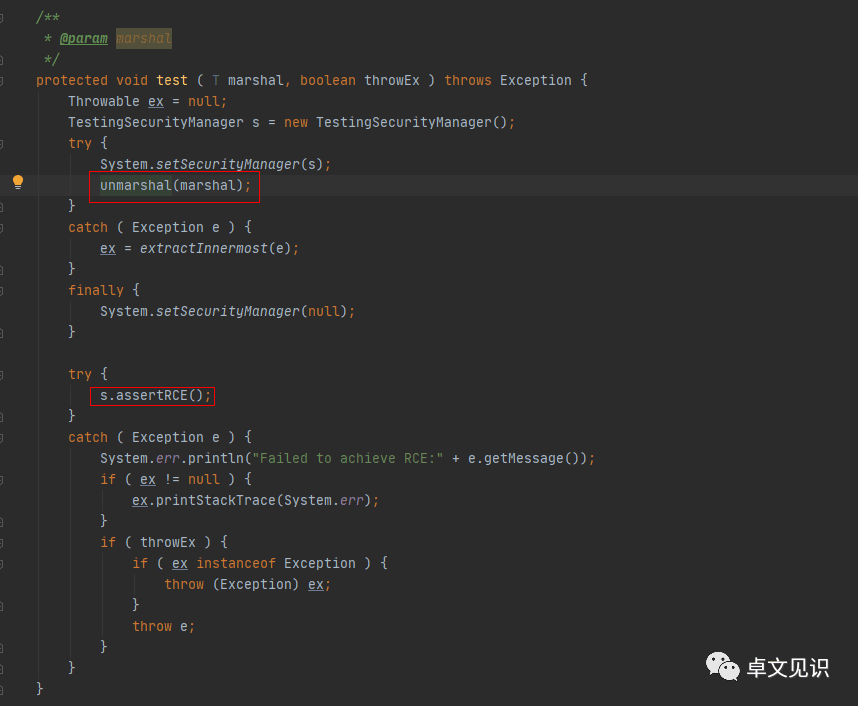 /**
 * @param marshal
 */
protected void test ( T marshal, boolean throwEx ) throws Exception {
    Throwable ex = null;
    TestingSecurityManager s = new TestingSecurityManager();
    try {
        System.setSecurityManager(s);
        unmarshal(marshal);
    }
    catch ( Exception e ) {
        ex = extractInnermost(e);
    }
    finally {
        System.setSecurityManager(null);
    }

    try {
        s.assertRCE();
    }
    catch ( Exception e ) {
        System.err.println("Failed to achieve RCE:" + e.getMessage());
        if ( ex != null ) {
            ex.printStackTrace(System.err);
        }
        if ( throwEx ) {
            if ( ex instanceof Exception ) {
                throw (Exception) ex;
            }
            throw e;
        }
    }
}
卓文见识